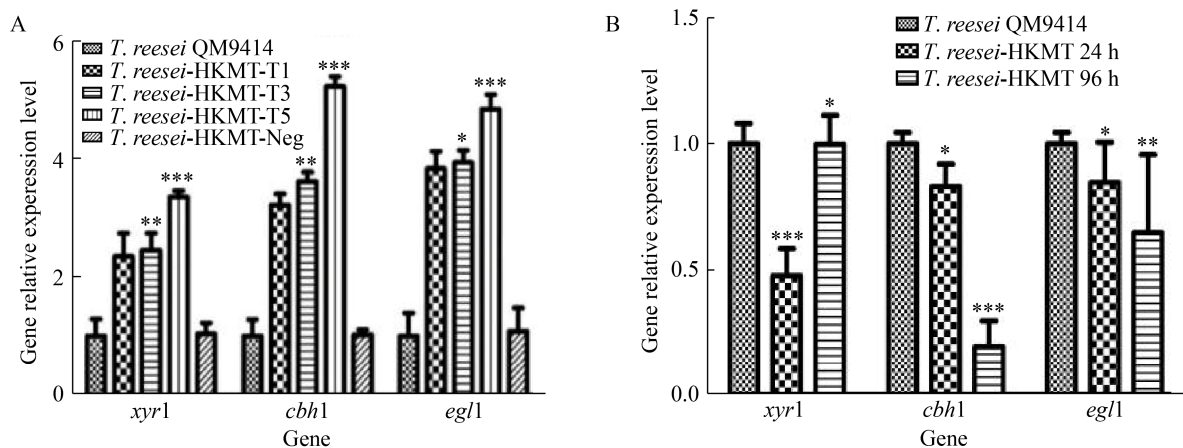 A
Gene relative experession level
6
4
2
0
T. reesei QM9414
T. reesei-HKMT-T1
T. reesei-HKMT-T3
T. reesei-HKMT-T5
T. reesei-HKMT-Neg
**
***
**
***
*
***
xyr1
cbh1
egl1
Gene
B
Gene relative expression level
1.5
1.0
0.5
0.0
T. reesei QM9414
T. reesei-HKMT 24 h
T. reesei-HKMT 96 h
***
*
*
***
*
**
xyr1
cbh1
egl1
Gene